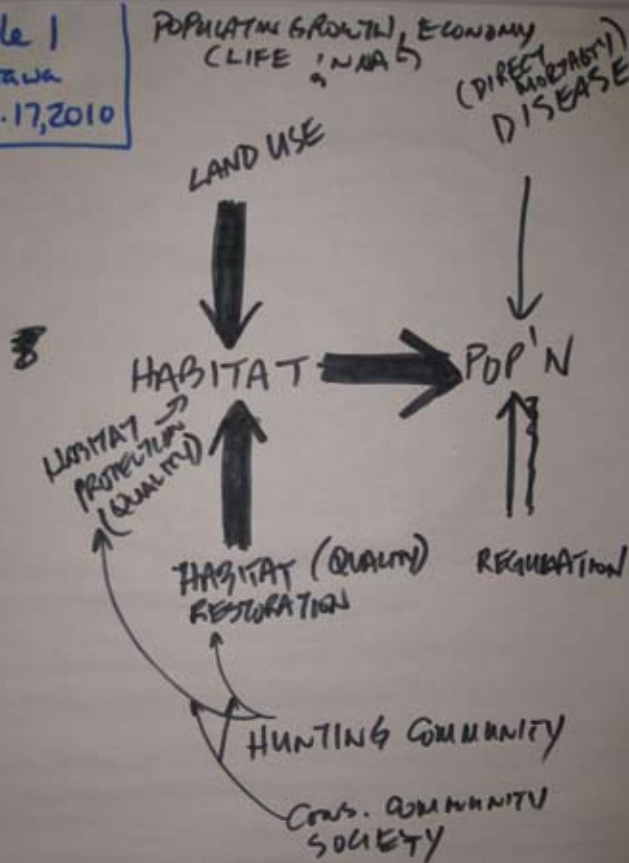 le 1
17,2010
POPULATION GROWTH, ECONOMY
(LIFE
(DIRECT
MORTALITY)
DISEASE
LAND USE
HABITAT
POP'N
HABITAT
PROTECTION
(QUALITY)
HABITAT (QUALITY)
RESTORATION
REGULATION
HUNTING COMMUNITY
CONS. COMMUNITY
SOCIETY